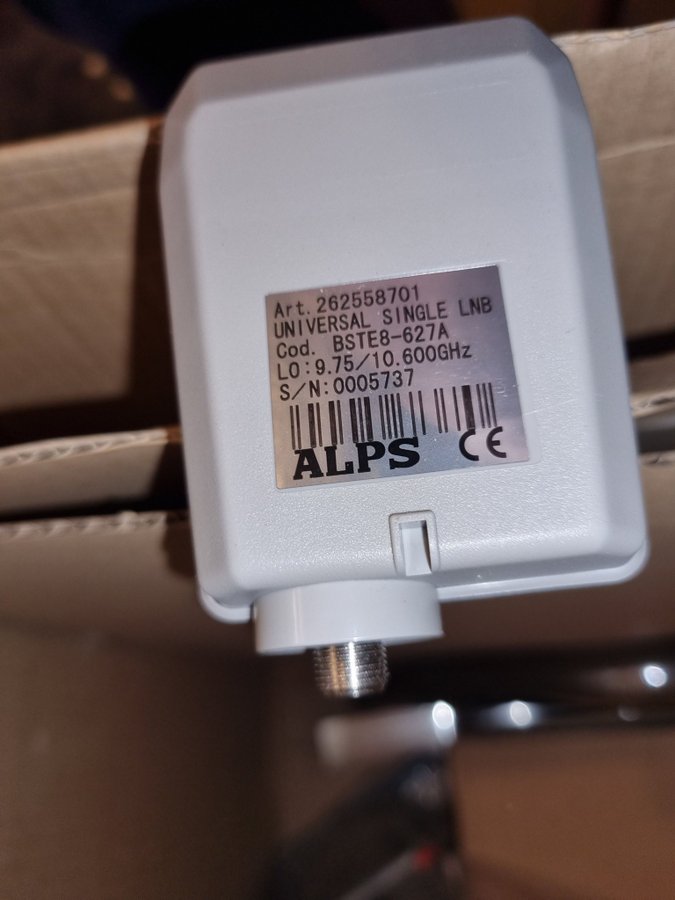 Art. 262558701
UNIVERSAL SINGLE LNB
Cod. BSTE8-627A
LO:9.75/10.600GHz
S/N:0005737
ALPS CE